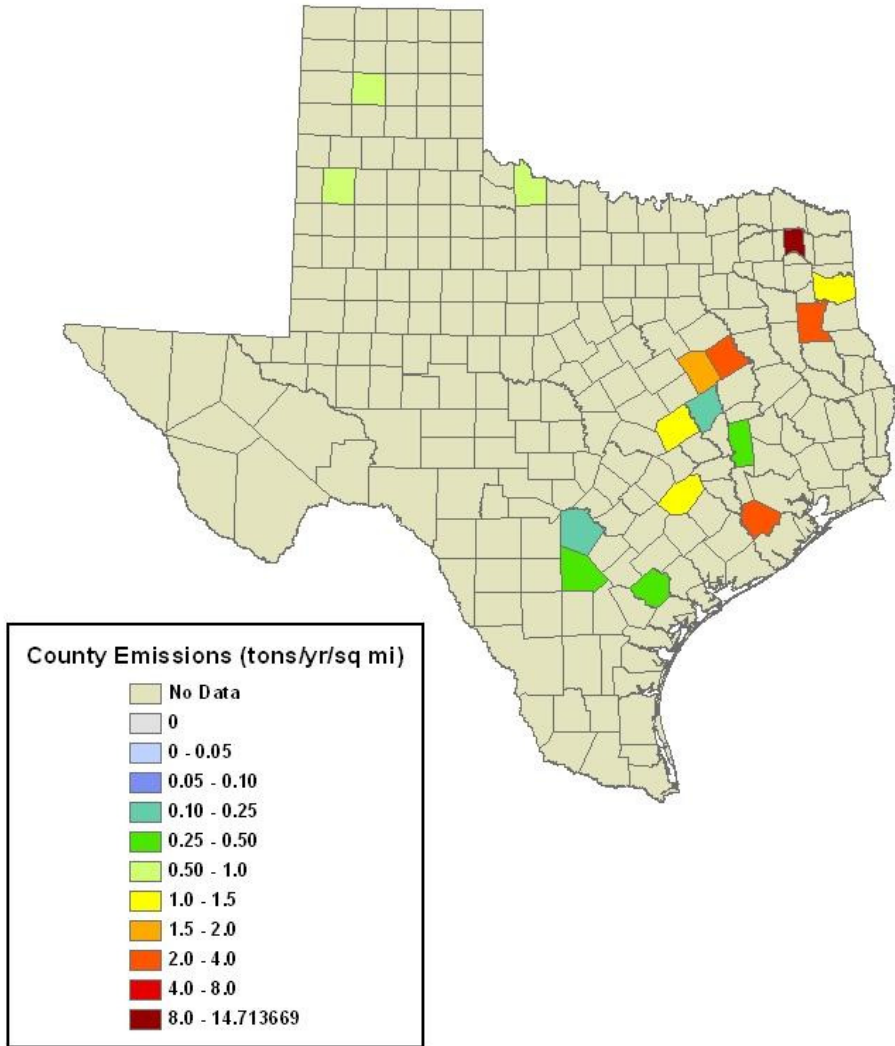 County Emissions (tons/yr/sq mi)
No Data
0
0 - 0.05
0.05 - 0.10
0.10 - 0.25
0.25 - 0.50
0.50 - 1.0
1.0 - 1.5
1.5 - 2.0
2.0 - 4.0
4.0 - 8.0
8.0 - 14.713669